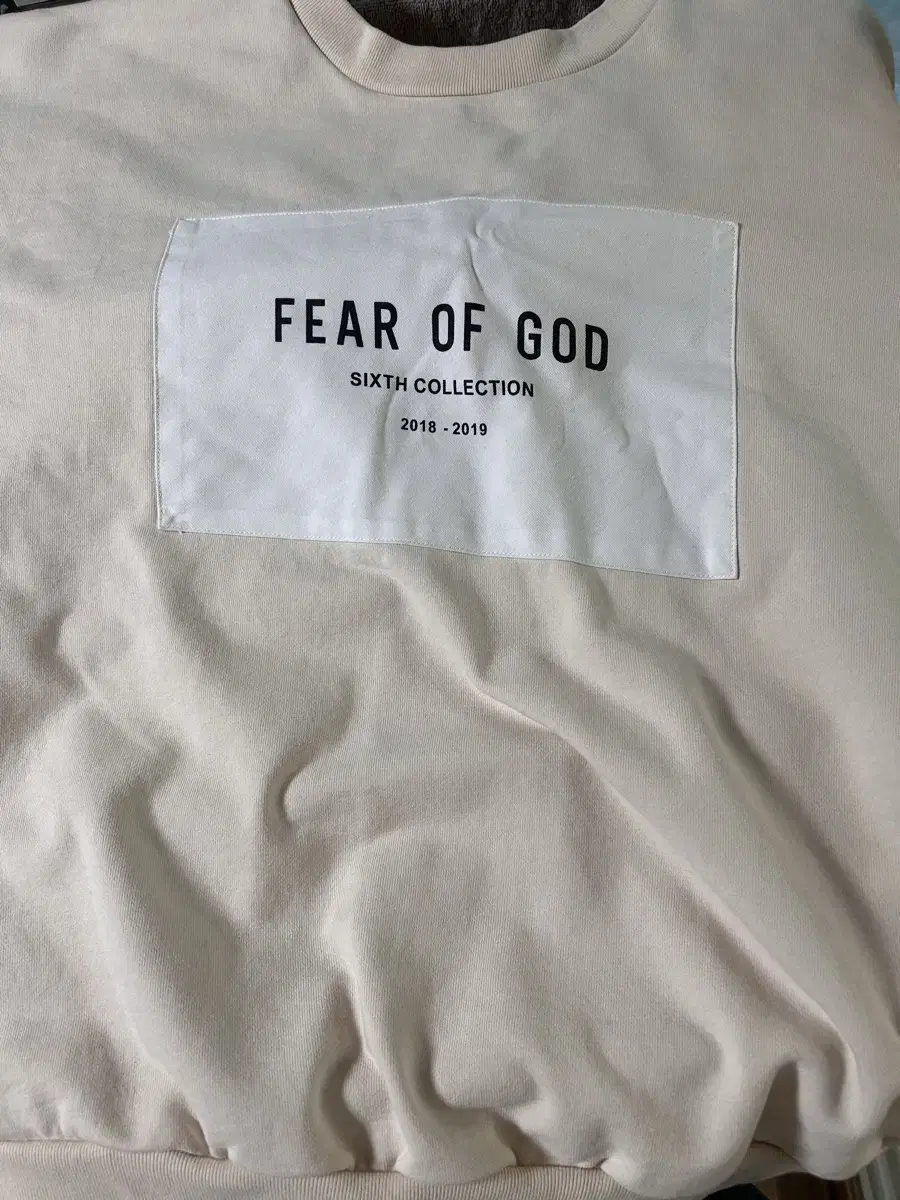 FEAR OF GOD
SIXTH COLLECTION
2018 - 2019